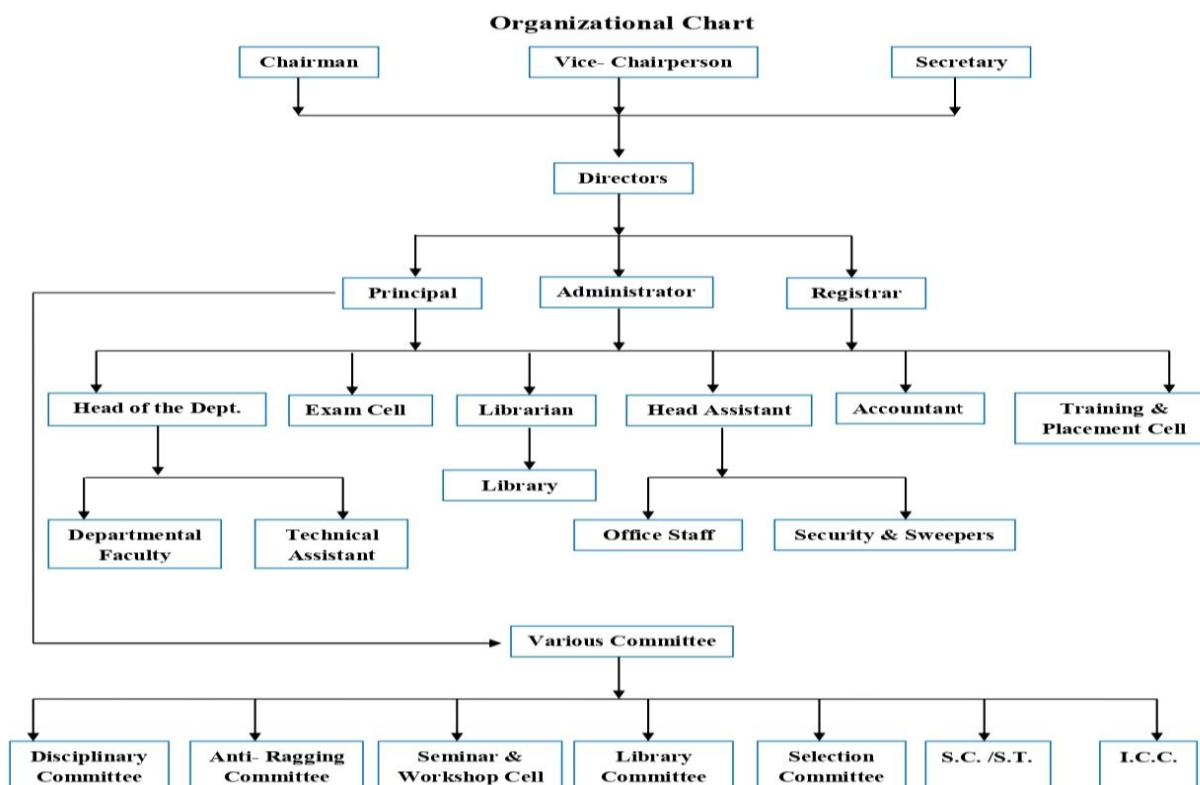 Organizational Chart
Chairman
Vice- Chairperson
Secretary
Directors
Principal
Administrator
Registrar
Head of the Dept.
Exam Cell
Librarian
Head Assistant
Accountant
Training &
Placement Cell
Library
Departmental
Faculty
Technical
Assistant
Office Staff
Security & Sweepers
Various Committee
Disciplinary
Committee
Anti- Ragging
Committee
Seminar &
Workshop Cell
Library
Committee
Selection
Committee
S.C. /S.T.
I.C.C.